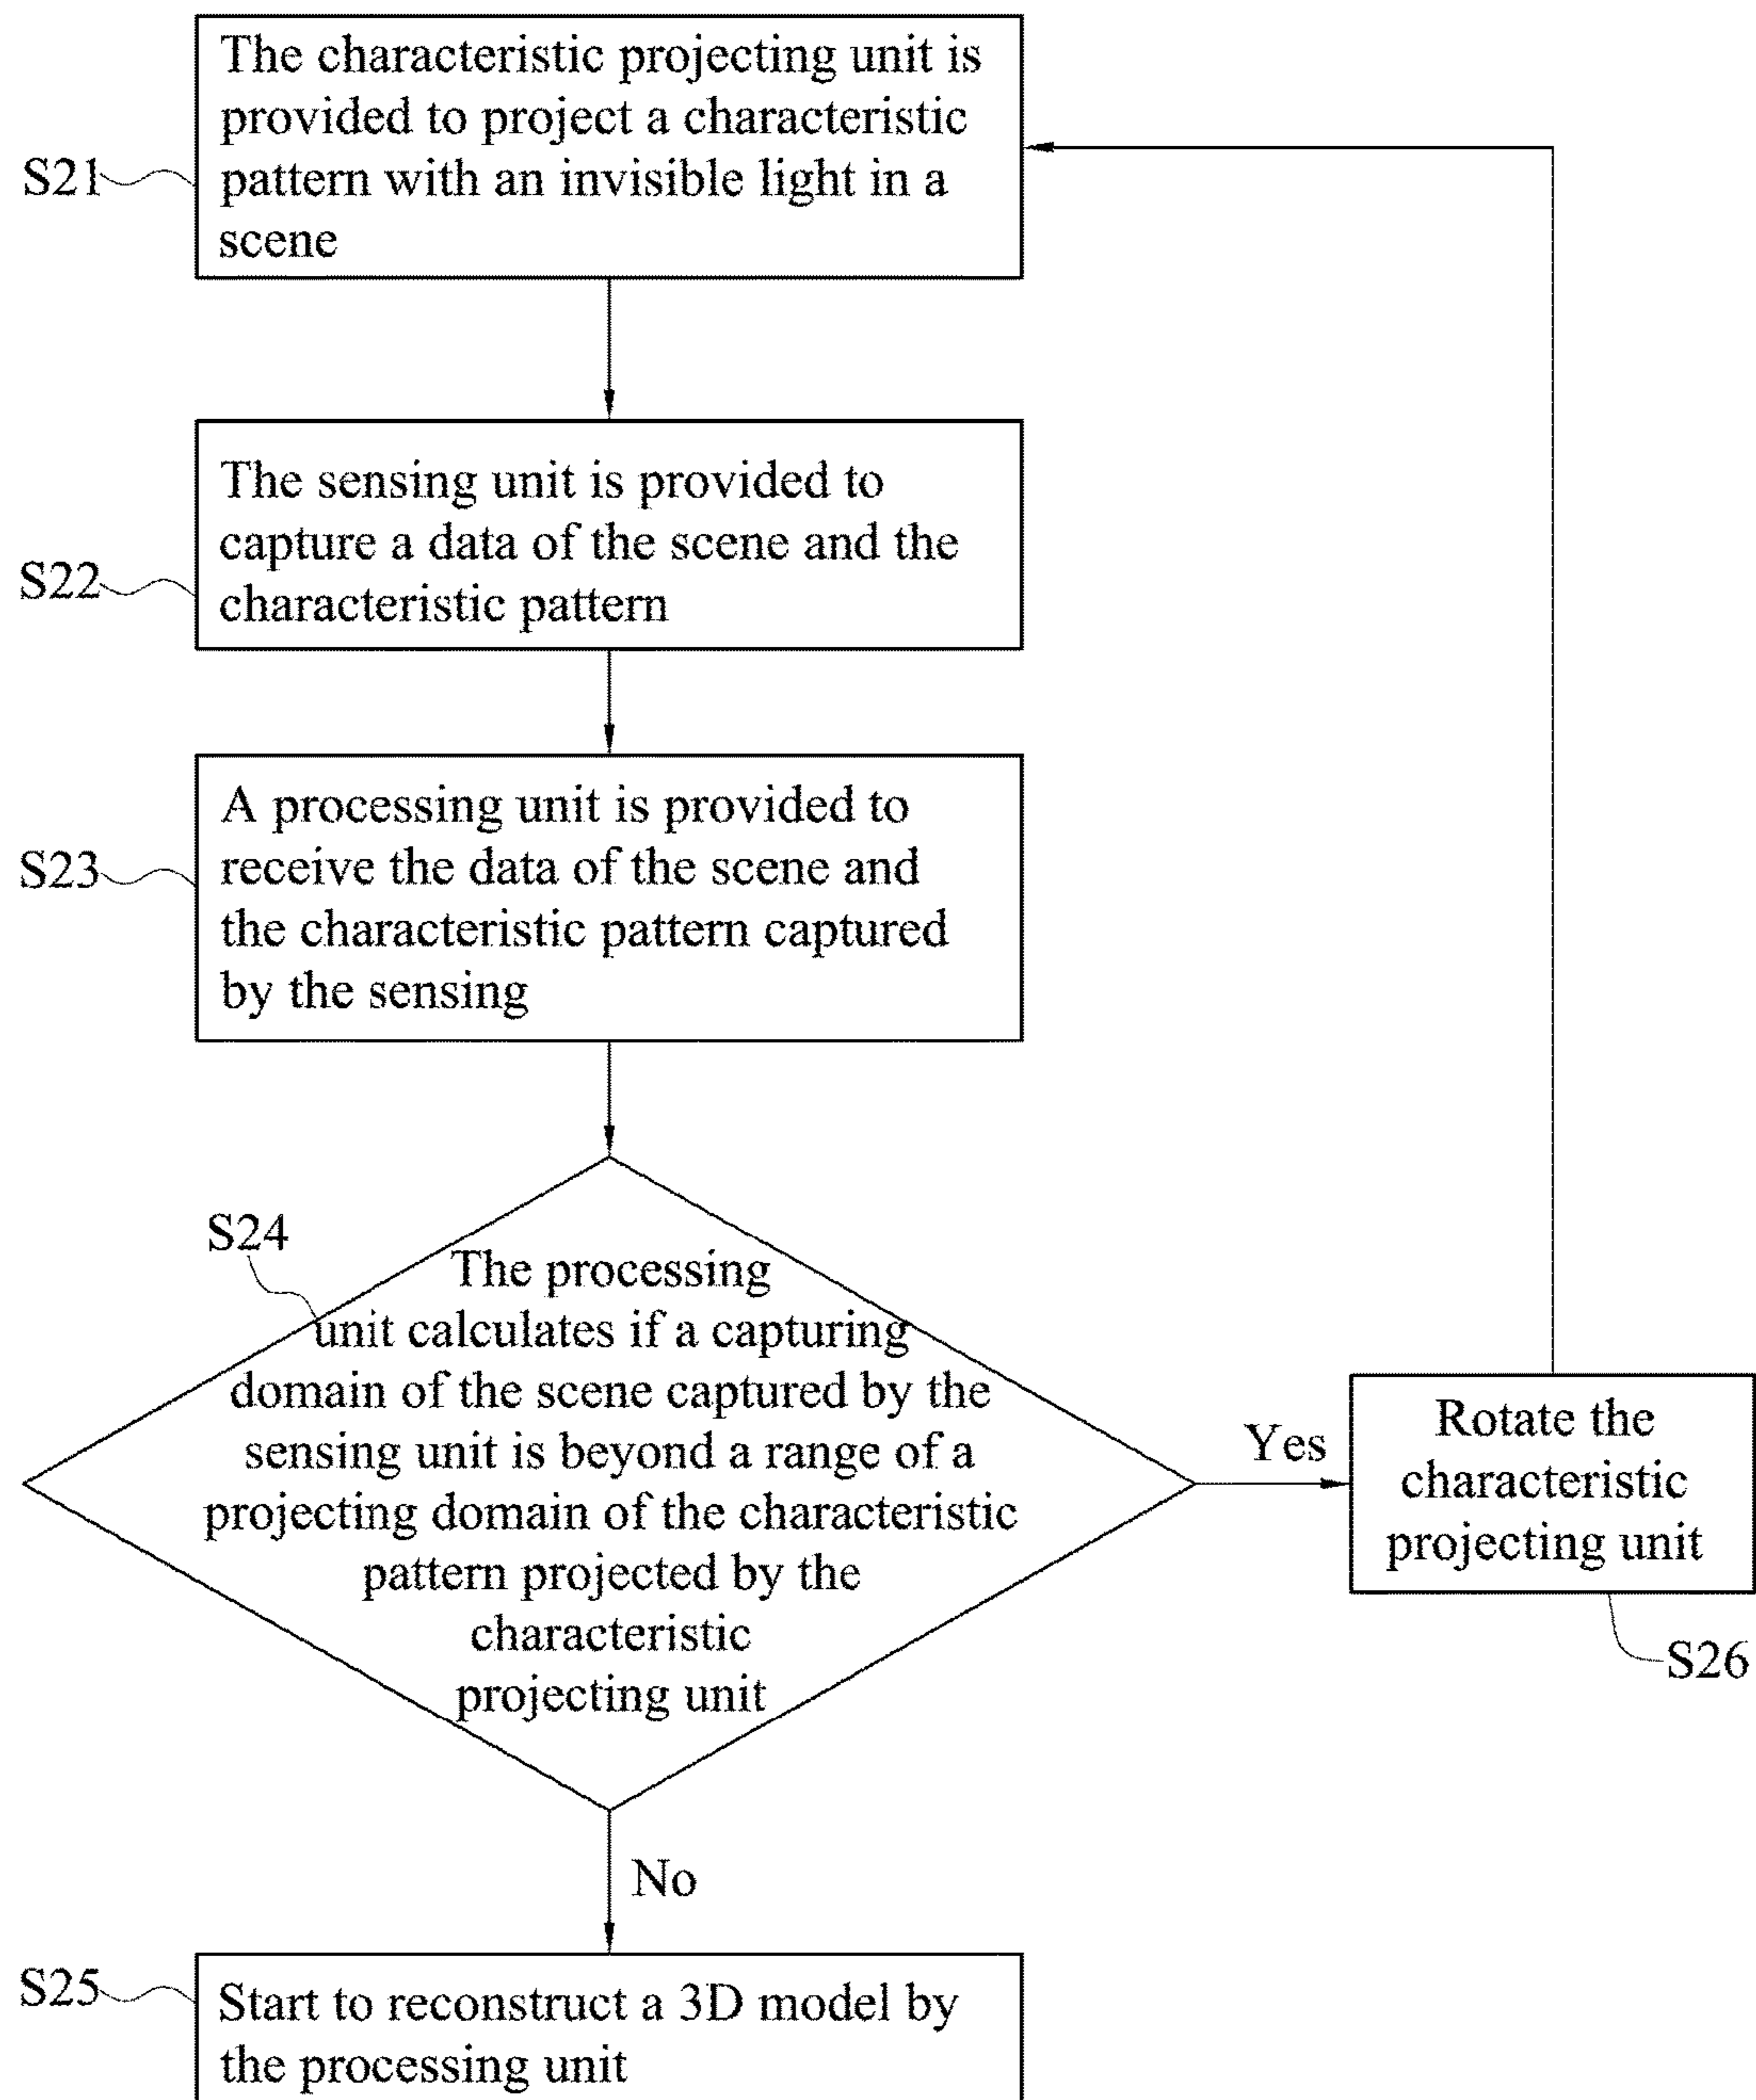 The characteristic projecting unit is
provided to project a characteristic
pattern with an invisible light in a
scene
S21
The sensing unit is provided to
capture a data of the scene and the
characteristic pattern
S22
A processing unit is provided to
receive the data of the scene and
the characteristic pattern captured
by the sensing
S23
S24
The processing
unit calculates if a capturing
domain of the scene captured by the
sensing unit is beyond a range of a
projecting domain of the characteristic
pattern projected by the
characteristic
projecting unit
Yes
Rotate the
characteristic
projecting unit
S26
No
S25
Start to reconstruct a 3D model by
the processing unit